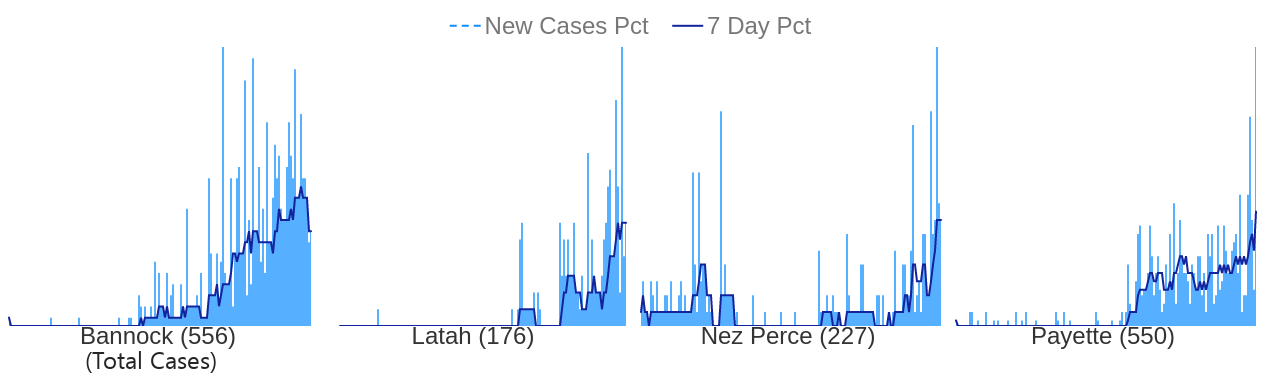 New Cases Pct 7 Day Pct
Bannock (556) Latah (176) Nez Perce (227) Payette (550)
(Total Cases)